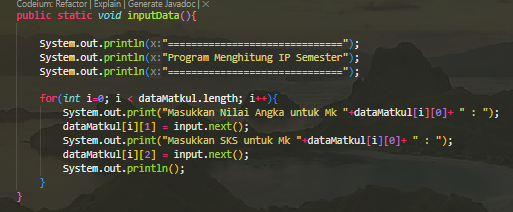 Codeium: Refactor | Explain | Generate Javadoc | ×
public static void inputData(){
System.out.println(x:"==============================");
System.out.println(x:"Program Menghitung IP Semester");
System.out.println(x:"==============================");
for(int i=0; i < dataMatkul.length; i++){
System.out.print("Masukkan Nilai Angka untuk Mk "+dataMatkul[i][0]+ " : ");
dataMatkul[i][1] = input.next();
System.out.print("Masukkan SKS untuk Mk "+dataMatkul[i][0]+ " : ");
dataMatkul[i][2] = input.next();
System.out.println();
}
}